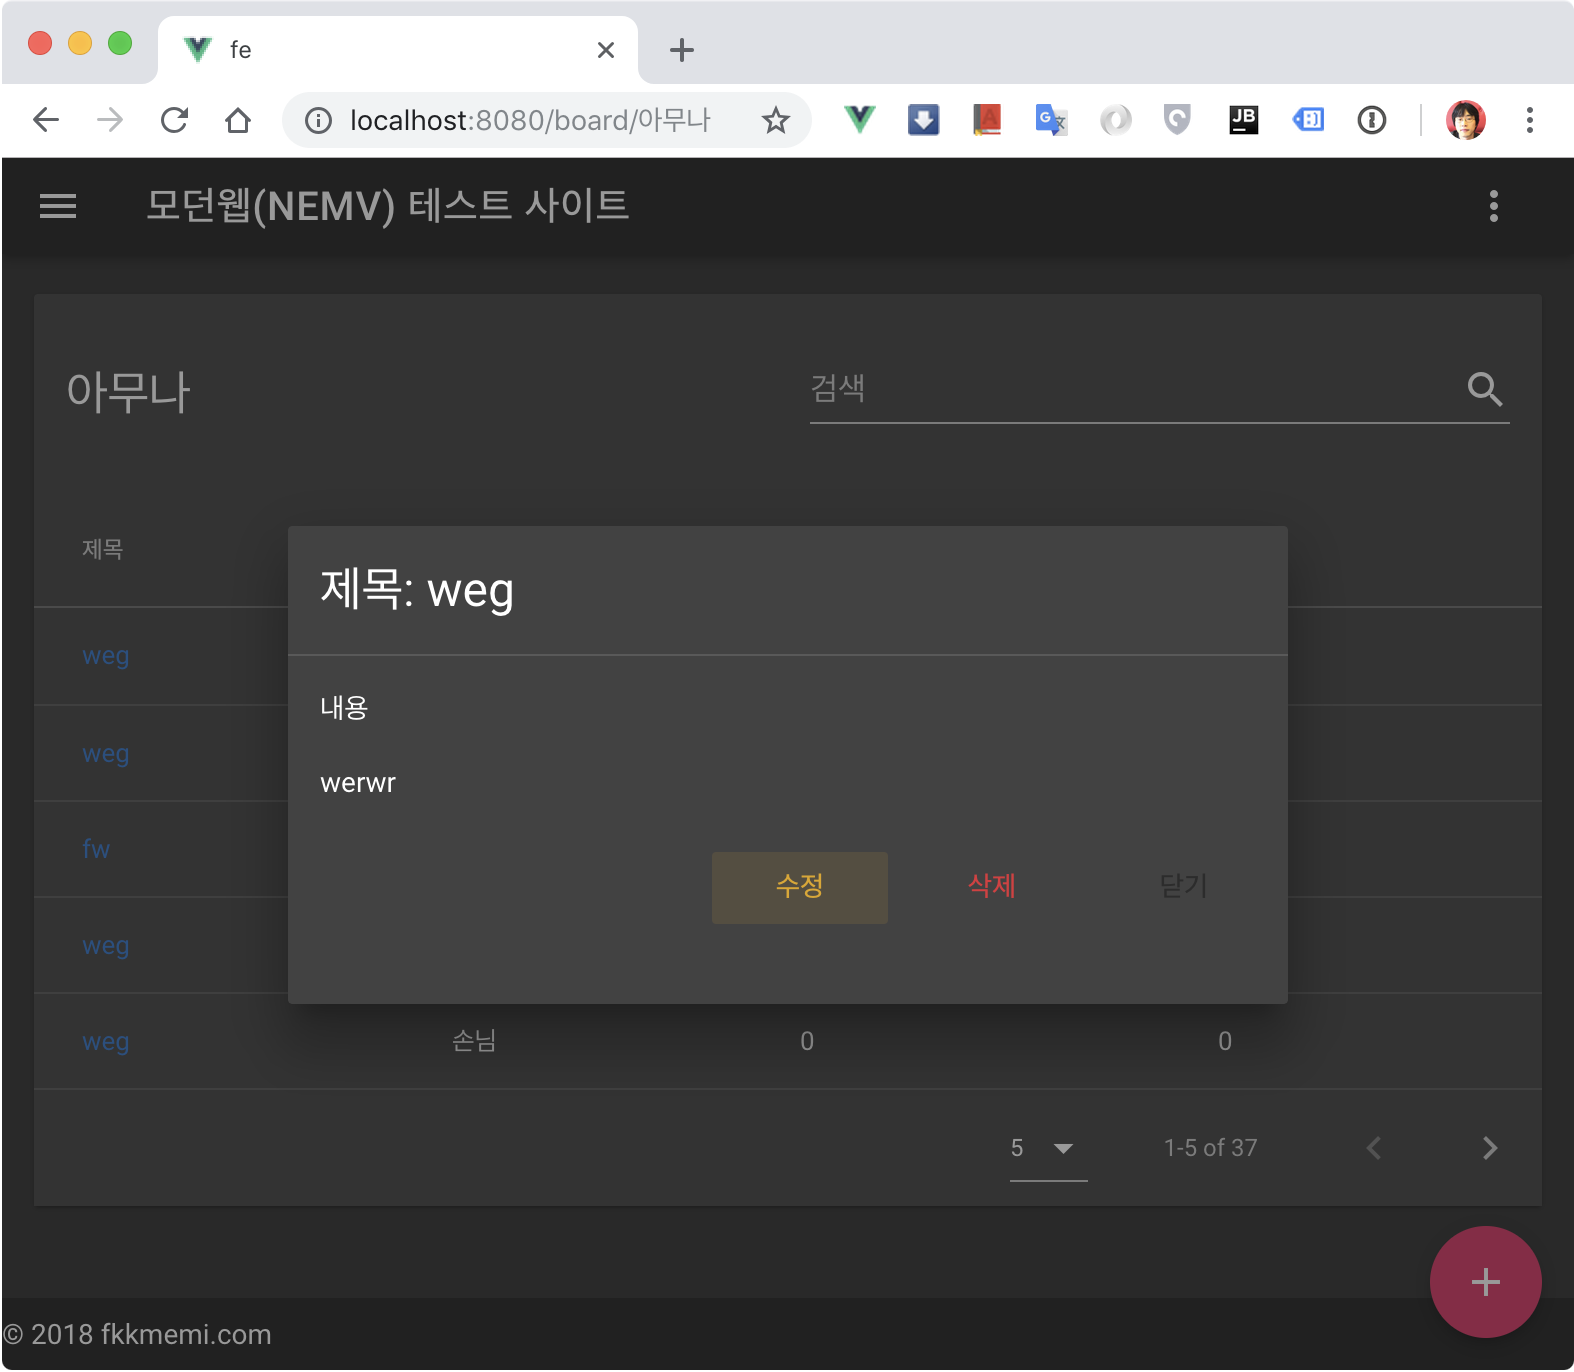 fe
localhost:8080/board/아무나
JB
모던웹(NEMV) 테스트 사이트
아무나
검색
제목
제목: weg
내용
werwr
수정 삭제 닫기
weg
weg
fw
weg
weg 손님 0 0
5 1-5 of 37
© 2018 fkkmemi.com